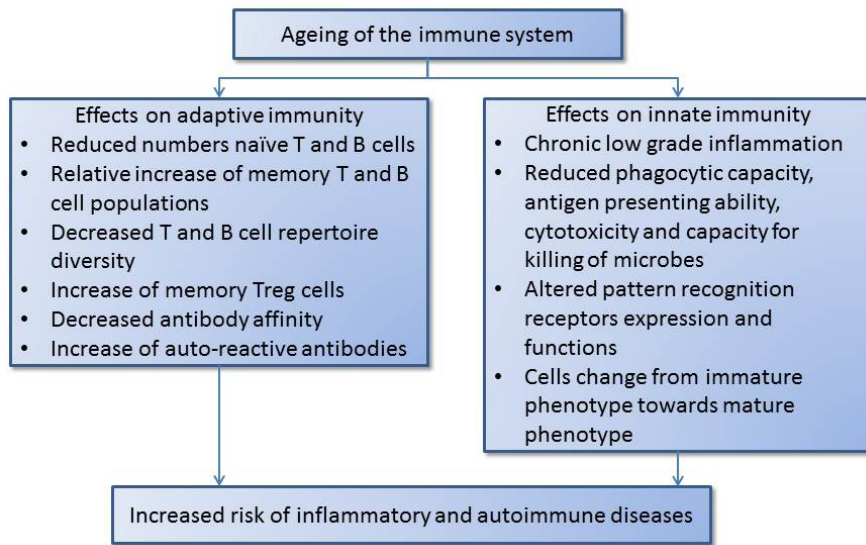 Ageing of the immune system
Effects on adaptive immunity
• Reduced numbers naïve T and B cells
• Relative increase of memory T and B
cell populations
• Decreased T and B cell repertoire
diversity
• Increase of memory Treg cells
• Decreased antibody affinity
• Increase of auto-reactive antibodies
Effects on innate immunity
• Chronic low grade inflammation
• Reduced phagocytic capacity,
antigen presenting ability,
cytotoxicity and capacity for
killing of microbes
• Altered pattern recognition
receptors expression and
functions
• Cells change from immature
phenotype towards mature
phenotype
Increased risk of inflammatory and autoimmune diseases